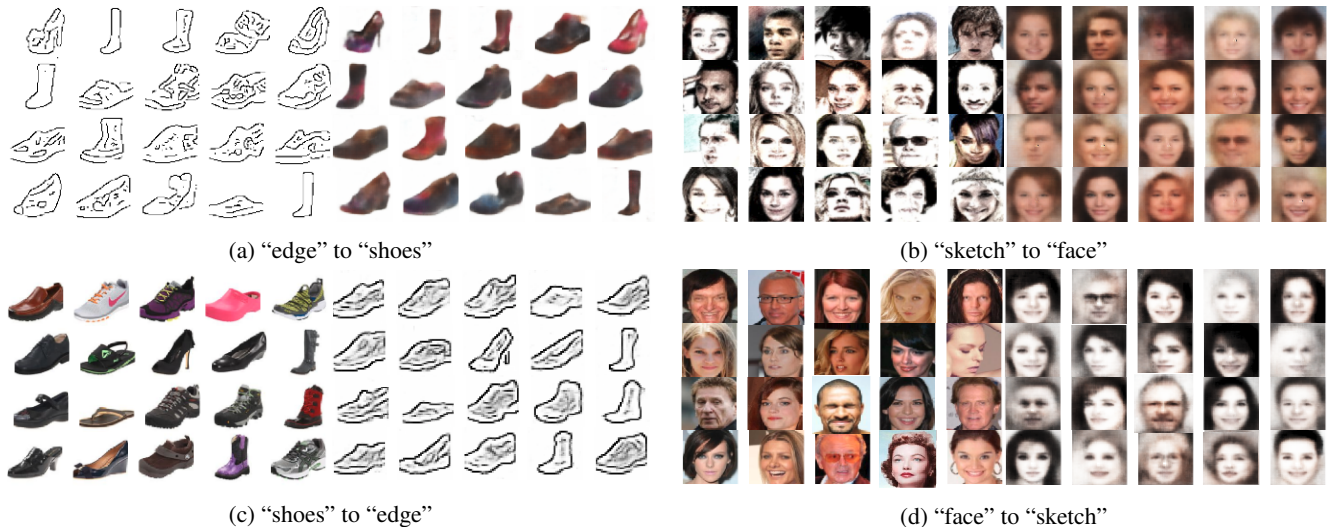 (a) “edge” to “shoes”
(b) “sketch” to “face”
(c) “shoes” to “edge”
(d) “face” to “sketch”